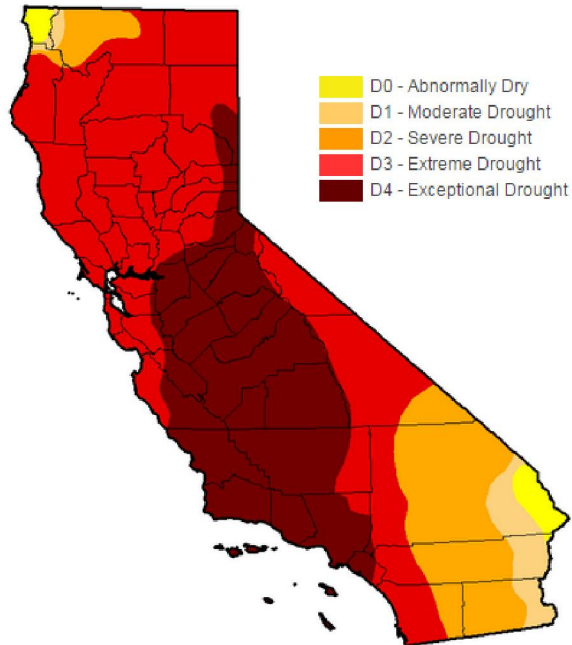 D0 - Abnormally Dry
D1 - Moderate Drought
D2 - Severe Drought
D3 - Extreme Drought
D4 - Exceptional Drought